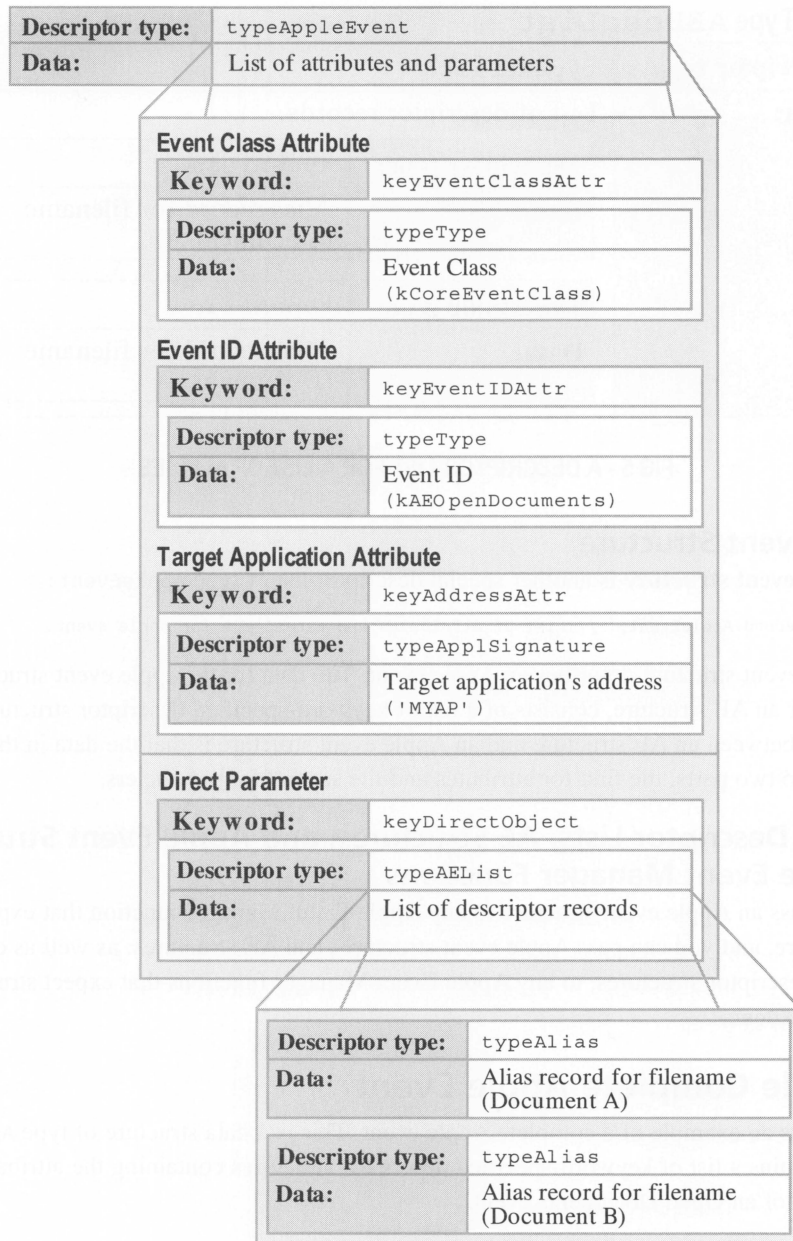 Descriptor type: typeAppleEvent
Data: List of attributes and parameters
Event Class Attribute
Keyword: keyEventClassAttr
Descriptor type: typeType
Data: Event Class
(kCoreEventClass)
Event ID Attribute
Keyword: keyEventIDAttr
Descriptor type: typeType
Data: Event ID
(kAEOpenDocuments)
Target Application Attribute
Keyword: keyAddressAttr
Descriptor type: typeApplSignature
Data: Target application's address
('MYAP')
Direct Parameter
Keyword: keyDirectObject
Descriptor type: typeAEList
Data: List of descriptor records
Descriptor type: typeAlias
Data: Alias record for filename
(Document A)
Descriptor type: typeAlias
Data: Alias record for filename
(Document B)